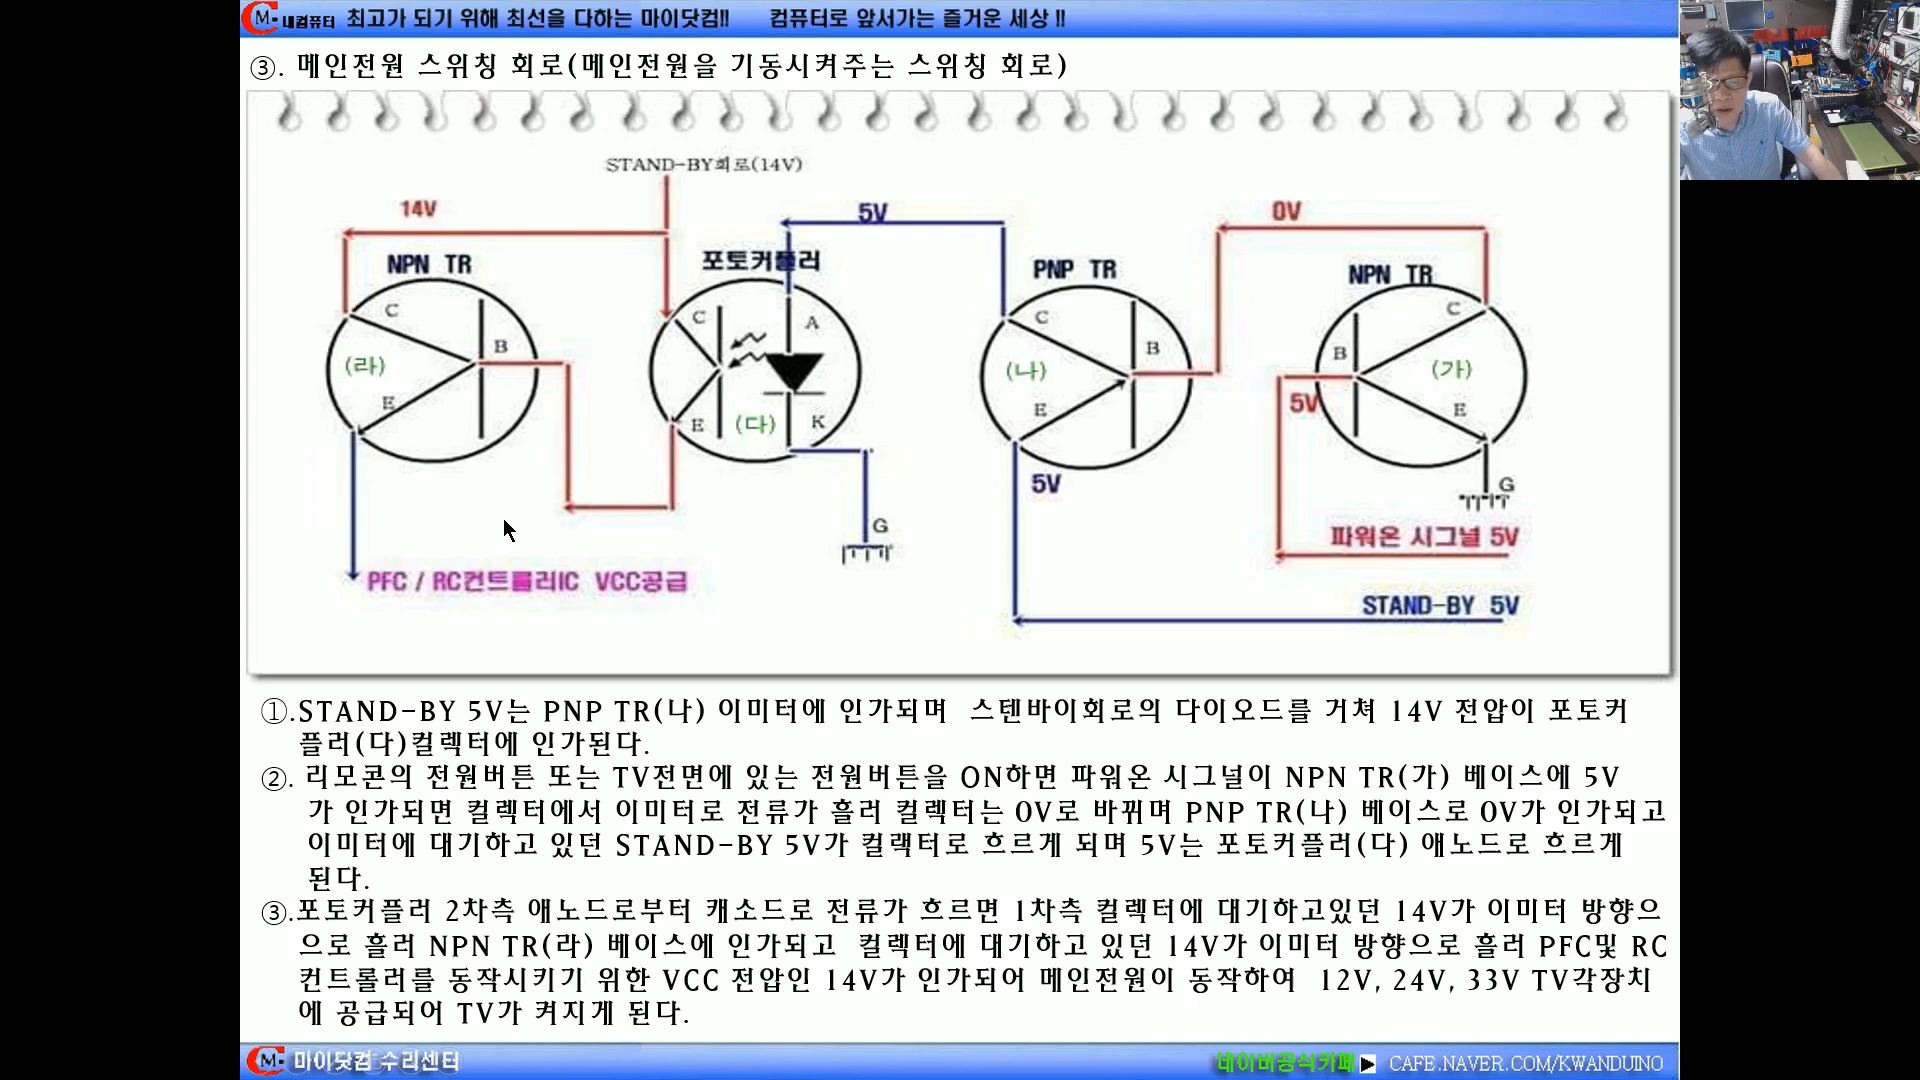 M. 내컴퓨터 최고가 되기 위해 최선을 다하는 마이닷컴!! 컴퓨터로 앞서가는 즐거운 세상 !!
③. 메인전원 스위칭 회로(메인전원을 기동시켜주는 스위칭 회로)
STAND-BY회로(14V)
14V
5V
0V
NPN TR
포토커플러
PNP TR
NPN TR
C
B
E
(라)
C
A
E
K
(다)
C
B
E
(나)
C
B
E
(가)
5V
5V
G
G
파워온 시그널 5V
PFC / RC컨트롤러IC VCC공급
STAND-BY 5V
①.STAND-BY 5V는 PNP TR(나) 이미터에 인가되며 스텐바이회로의 다이오드를 거쳐 14V 전압이 포토커
플러(다)컬렉터에 인가된다.
②. 리모콘의 전원버튼 또는 TV전면에 있는 전원버튼을 ON하면 파워온 시그널이 NPN TR(가) 베이스에 5V
가 인가되면 컬렉터에서 이미터로 전류가 흘러 컬렉터는 0V로 바뀌며 PNP TR(나) 베이스로 0V가 인가되고
이미터에 대기하고 있던 STAND-BY 5V가 컬랙터로 흐르게 되며 5V는 포토커플러(다) 애노드로 흐르게
된다.
③.포토커플러 2차측 애노드로부터 캐소드로 전류가 흐르면 1차측 컬렉터에 대기하고있던 14V가 이미터 방향으
으로 흘러 NPN TR(라) 베이스에 인가되고 컬렉터에 대기하고 있던 14V가 이미터 방향으로 흘러 PFC및 RC
컨트롤러를 동작시키기 위한 VCC 전압인 14V가 인가되어 메인전원이 동작하여 12V, 24V, 33V TV각장치
에 공급되어 TV가 켜지게 된다.
M. 마이닷컴 수리센터
네이버공식카페▶ CAFE.NAVER.COM/KWANDUINO